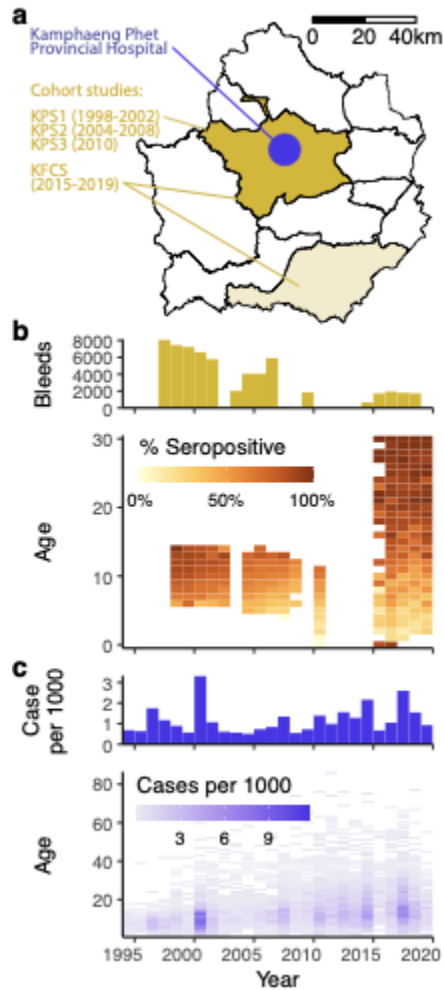 a
Kamphaeng Phet
Provincial Hospital
0 20 40km
Cohort studies:
KPS1 (1998-2002)
KPS2 (2004-2008)
KPS3 (2010)
KFCS
(2015-2019)
b
Bleeds
8000
6000
4000
2000
0
Age
30
20
10
0
% Seropositive
0% 50% 100%
c
Case
per 1000
3
2
1
0
Age
80
60
40
20
Cases per 1000
3 6 9
1995 2000 2005 2010 2015 2020
Year